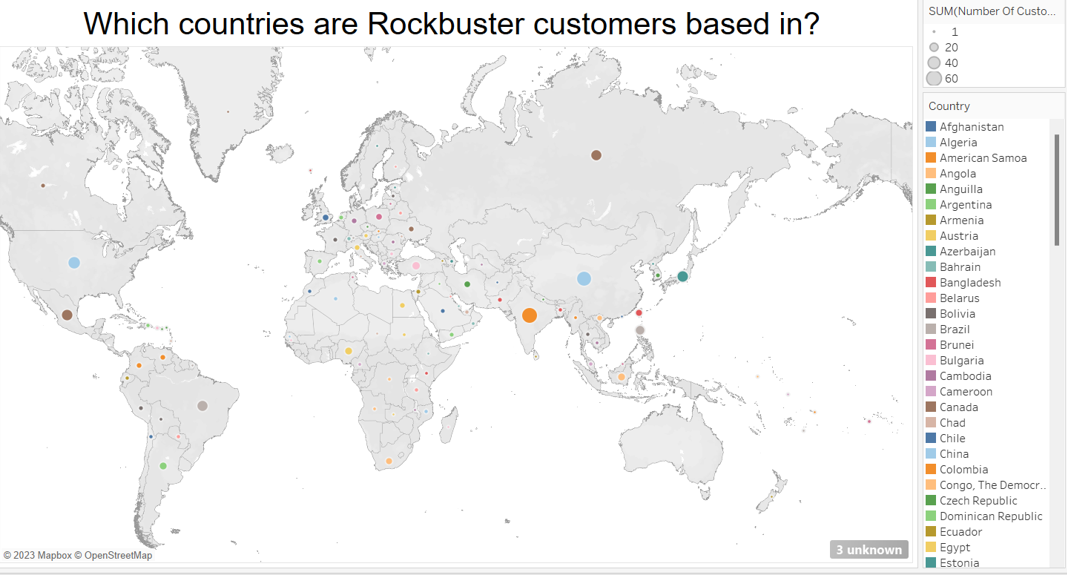 Which countries are Rockbuster customers based in?
SUM(Number Of Custo...
1
20
40
60
Country
Afghanistan
Algeria
American Samoa
Angola
Anguilla
Argentina
Armenia
Austria
Azerbaijan
Bahrain
Bangladesh
Belarus
Bolivia
Brazil
Brunei
Bulgaria
Cambodia
Cameroon
Canada
Chad
Chile
China
Colombia
Congo, The Democr..
Czech Republic
Dominican Republic
Ecuador
Egypt
Estonia
© 2023 Mapbox © OpenStreetMap
3 unknown